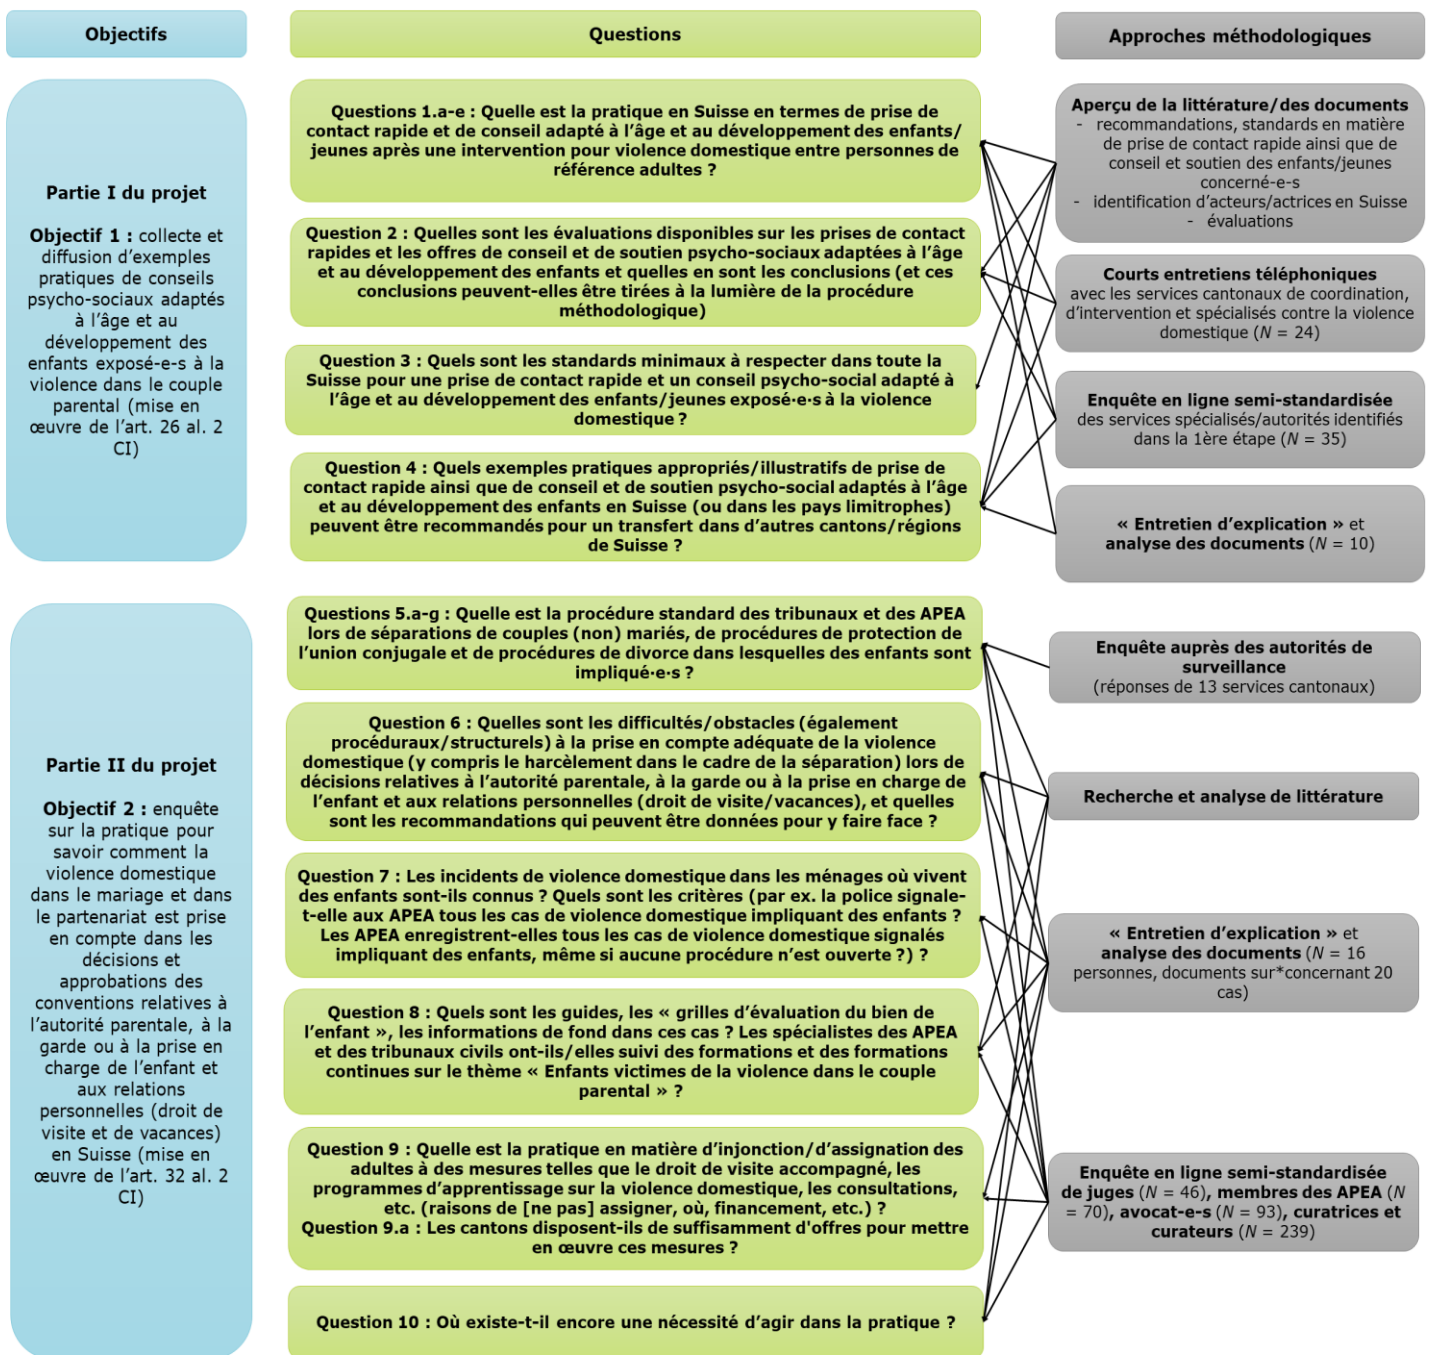 Objectifs
Questions
Approches méthodologiques
Partie I du projet
Objectif 1 : collecte et
diffusion d'exemples
pratiques de conseils
psycho-sociaux adaptés
à l'âge et au
développement des
enfants exposé-e-s à la
violence dans le couple
parental (mise en
œuvre de l'art. 26 al. 2
CI)
Questions 1.a-e : Quelle est la pratique en Suisse en termes de prise de
contact rapide et de conseil adapté à l'âge et au développement des enfants/
jeunes après une intervention pour violence domestique entre personnes de
référence adultes ?
Question 2 : Quelles sont les évaluations disponibles sur les prises de contact
rapides et les offres de conseil et de soutien psycho-sociaux adaptées à l'âge
et au développement des enfants et quelles en sont les conclusions (et ces
conclusions peuvent-elles être tirées à la lumière de la procédure
méthodologique)
Question 3 : Quels sont les standards minimaux à respecter dans toute la
Suisse pour une prise de contact rapide et un conseil psycho-social adapté à
l'âge et au développement des enfants/jeunes exposé·e·s à la violence
domestique ?
Question 4 : Quels exemples pratiques appropriés/illustratifs de prise de
contact rapide ainsi que de conseil et de soutien psycho-social adaptés à l'âge
et au développement des enfants en Suisse (ou dans les pays limitrophes)
peuvent être recommandés pour un transfert dans d'autres cantons/régions
de Suisse ?
Aperçu de la littérature/des documents
- recommandations, standards en matière
de prise de contact rapide ainsi que de
conseil et soutien des enfants/jeunes
concerné-e-s
- identification d'acteurs/actrices en Suisse
- évaluations
Courts entretiens téléphoniques
avec les services cantonaux de coordination,
d'intervention et spécialisés contre la violence
domestique (N = 24)
Enquête en ligne semi-standardisée
des services spécialisés/autorités identifiés
dans la 1ère étape (N = 35)
« Entretien d'explication » et
analyse des documents (N = 10)
Partie II du projet
Objectif 2 : enquête
sur la pratique pour
savoir comment la
violence domestique
dans le mariage et dans
le partenariat est prise
en compte dans les
décisions et
approbations des
conventions relatives à
l'autorité parentale, à la
garde ou à la prise en
charge de l'enfant et
aux relations
personnelles (droit de
visite et de vacances)
en Suisse (mise en
œuvre de l'art. 32 al. 2
CI)
Questions 5.a-g : Quelle est la procédure standard des tribunaux et des APEA
lors de séparations de couples (non) mariés, de procédures de protection de
l'union conjugale et de procédures de divorce dans lesquelles des enfants sont
impliqué·e·s ?
Question 6 : Quelles sont les difficultés/obstacles (également
procéduraux/structurels) à la prise en compte adéquate de la violence
domestique (y compris le harcèlement dans le cadre de la séparation) lors de
décisions relatives à l'autorité parentale, à la garde ou à la prise en charge de
l'enfant et aux relations personnelles (droit de visite/vacances), et quelles
sont les recommandations qui peuvent être données pour y faire face ?
Question 7 : Les incidents de violence domestique dans les ménages où vivent
des enfants sont-ils connus ? Quels sont les critères (par ex. la police signale-
t-elle aux APEA tous les cas de violence domestique impliquant des enfants ?
Les APEA enregistrent-elles tous les cas de violence domestique signalés
impliquant des enfants, même si aucune procédure n'est ouverte ?) ?
Question 8 : Quels sont les guides, les « grilles d'évaluation du bien de
l'enfant », les informations de fond dans ces cas ? Les spécialistes des APEA
et des tribunaux civils ont-ils/elles suivi des formations et des formations
continues sur le thème « Enfants victimes de la violence dans le couple
parental » ?
Question 9 : Quelle est la pratique en matière d'injonction/d'assignation des
adultes à des mesures telles que le droit de visite accompagné, les
programmes d'apprentissage sur la violence domestique, les consultations,
etc. (raisons de [ne pas] assigner, où, financement, etc.) ?
Question 9.a : Les cantons disposent-ils de suffisamment d'offres pour mettre
en œuvre ces mesures ?
Question 10 : Où existe-t-il encore une nécessité d'agir dans la pratique ?
Enquête auprès des autorités de
surveillance
(réponses de 13 services cantonaux)
Recherche et analyse de littérature
« Entretien d'explication » et
analyse des documents (N = 16
personnes, documents sur*concernant 20
cas)
Enquête en ligne semi-standardisée
de juges (N = 46), membres des APEA (N
= 70), avocat-e-s (N = 93), curatrices et
curateurs (N = 239)